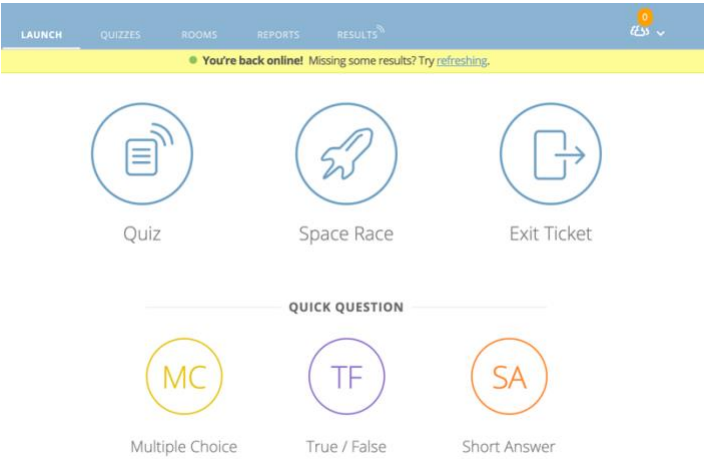 0
LAUNCH QUIZZES ROOMS REPORTS RESULTS
You're back online! Missing some results? Try refreshing.
Quiz Space Race Exit Ticket
QUICK QUESTION
MC TF SA
Multiple Choice True / False Short Answer